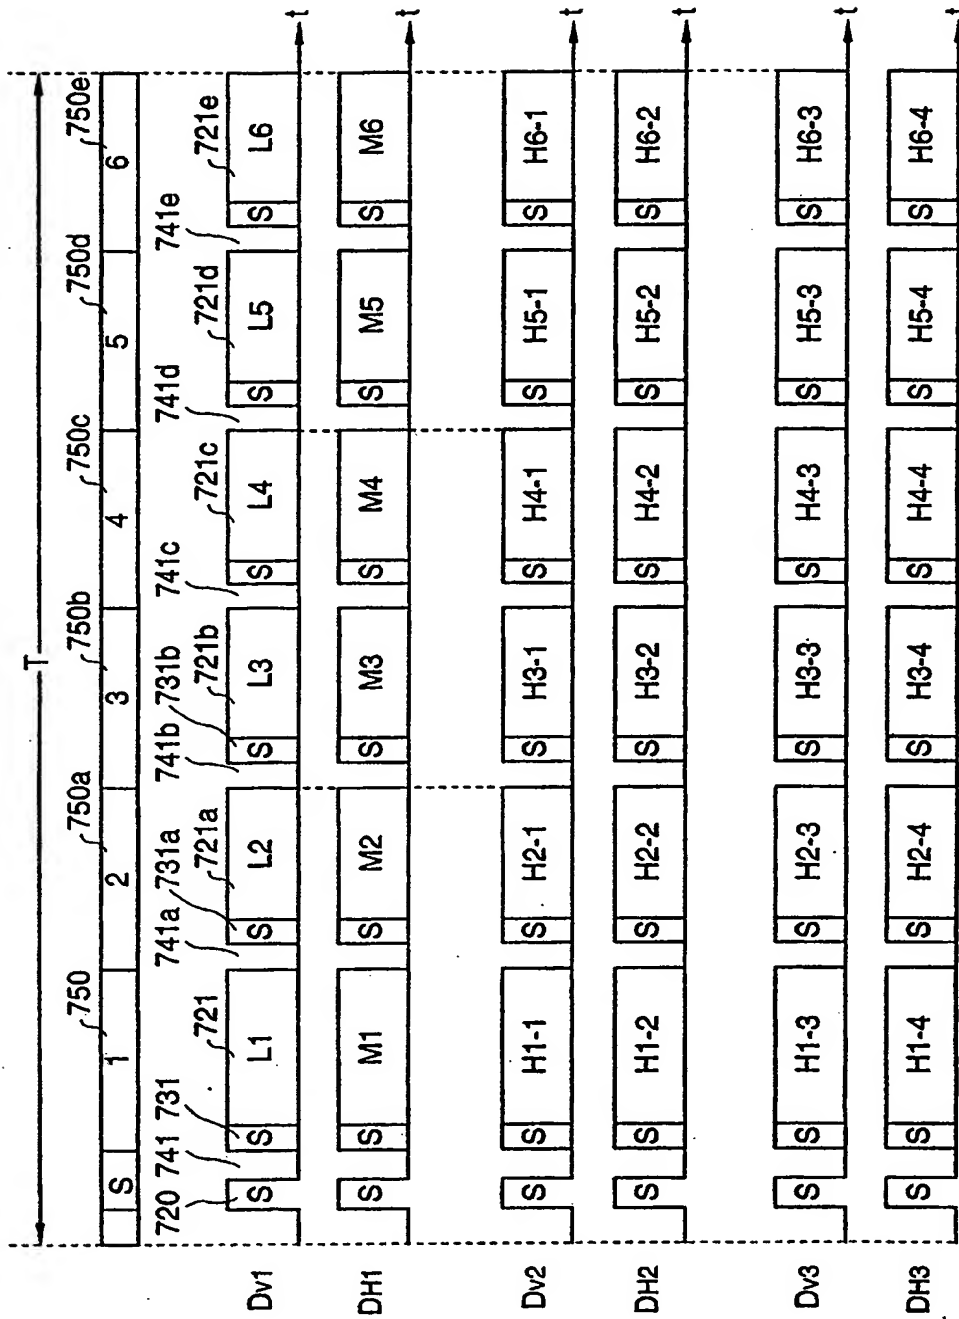 T
750 750a 750b 750c 750d 750e
S 1 2 3 4 5 6
720 741 731 721 741a 731a 721a 741b 731b 721b 741c 721c 741d 721d 741e 721e
Dv1 S S L1 S L2 S L3 S L4 S L5 S L6 t
DH1 S S M1 S M2 S M3 S M4 S M5 S M6 t
Dv2 S S H1-1 S H2-1 S H3-1 S H4-1 S H5-1 S H6-1 t
DH2 S S H1-2 S H2-2 S H3-2 S H4-2 S H5-2 S H6-2 t
Dv3 S S H1-3 S H2-3 S H3-3 S H4-3 S H5-3 S H6-3 t
DH3 S S H1-4 S H2-4 S H3-4 S H4-4 S H5-4 S H6-4 t